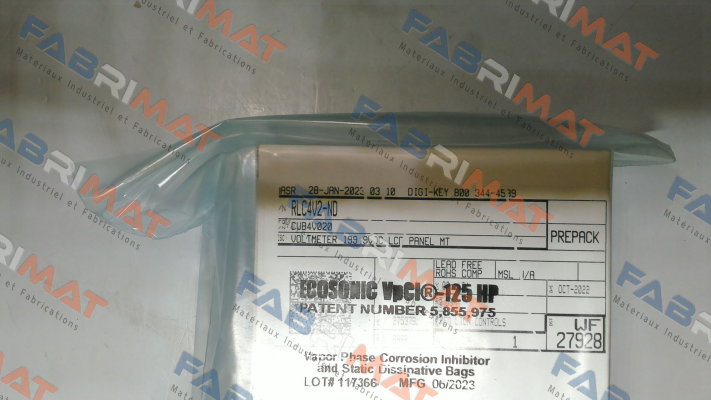 FABRIMAT
Materiaux Industriel et Fabrications
28-JAN-2023 03 10 DIGI-KEY 800 344-4539
RLC4V2-ND
CUB4V020
VOLTMETER 199.9VDC LCD PANEL MT
PREPACK
LEAD FREE
ROHS COMP MSL
OCT-2022
ECOSONIC VpCI®-125 HP
PATENT NUMBER 5,855,975
CONTROLS
1
WF
27928
Vapor Phase Corrosion Inhibitor
and Static Dissipative Bags
LOT# 117366 MFG 06/2023